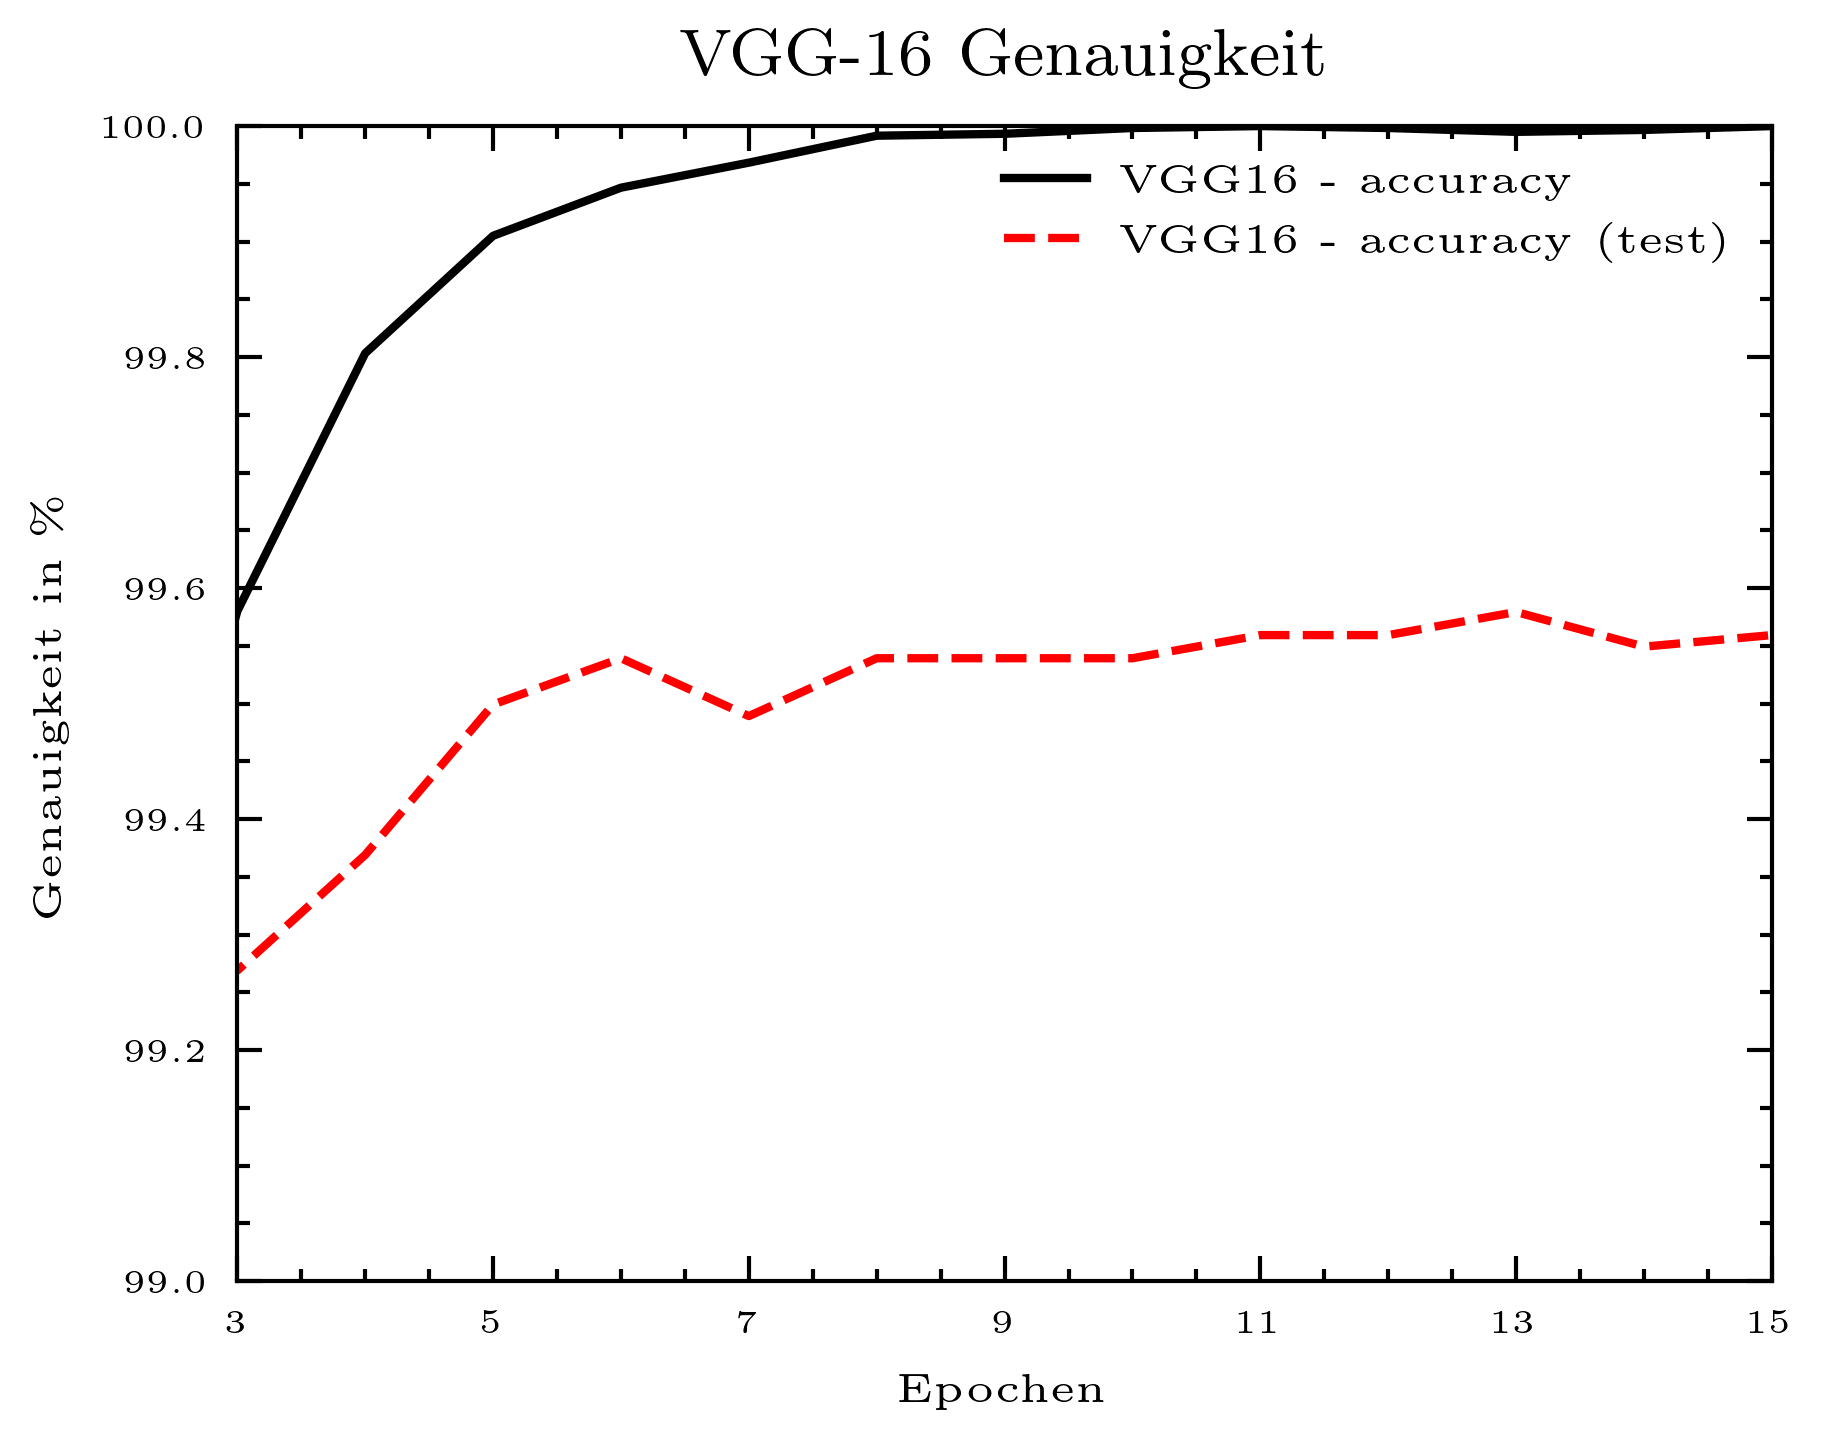 VGG-16 Genauigkeit
100.0
VGG16 - accuracy
VGG16 - accuracy (test)
99.8
99.6
99.4
99.2
99.0
Genauigkeit in %
3 5 7 9 11 13 15
Epochen